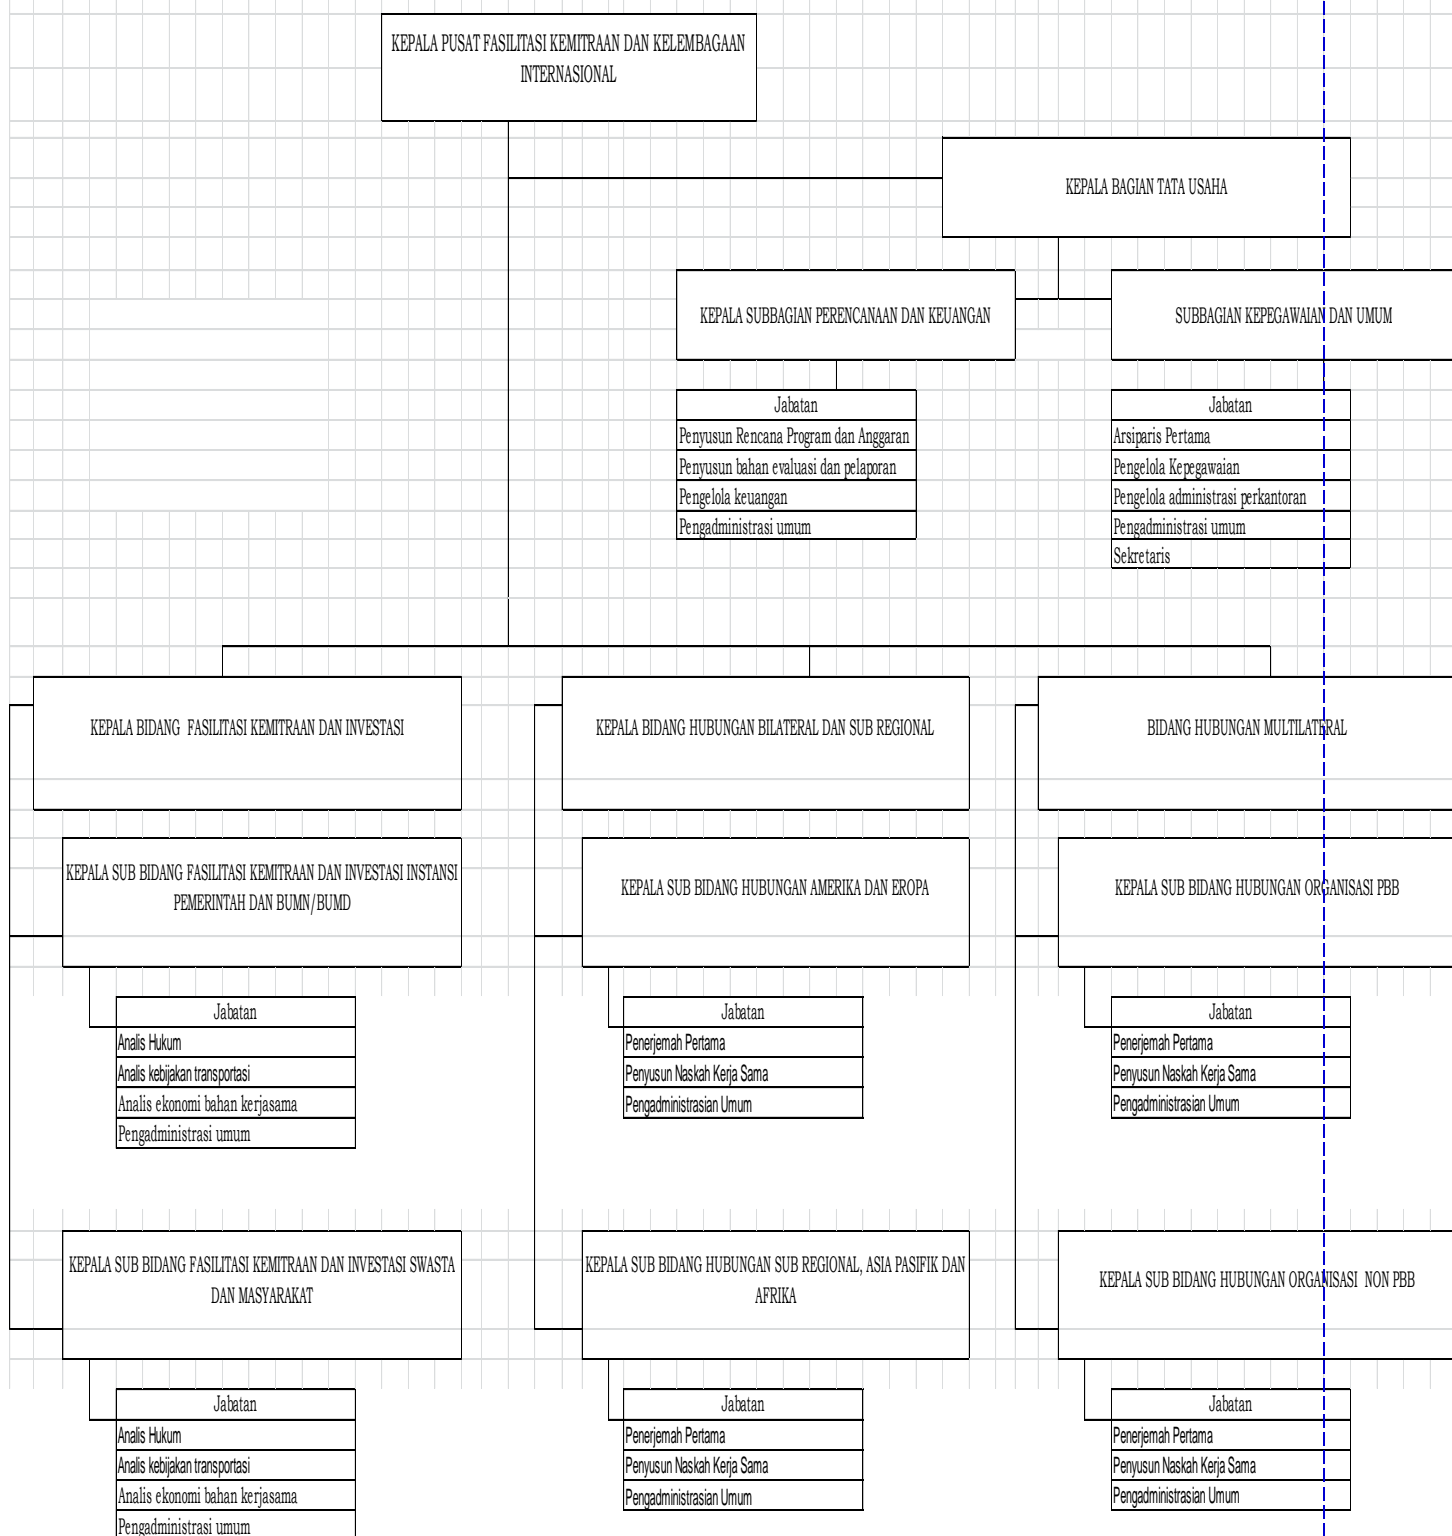 KEPALA PUSAT FASILITASI KEMITRAAN DAN KELEMBAGAAN
INTERNASIONAL
KEPALA BAGIAN TATA USAHA
KEPALA SUBBAGIAN PERENCANAAN DAN KEUANGAN
SUBBAGIAN KEPEGAWAIAN DAN UMUM
Jabatan
Penyusun Rencana Program dan Anggaran
Penyusun bahan evaluasi dan pelaporan
Pengelola keuangan
Pengadministrasi umum
Jabatan
Arsiparis Pertama
Pengelola Kepegawaian
Pengelola administrasi perkantoran
Pengadministrasi umum
Sekretaris
KEPALA BIDANG FASILITASI KEMITRAAN DAN INVESTASI
KEPALA BIDANG HUBUNGAN BILATERAL DAN SUB REGIONAL
BIDANG HUBUNGAN MULTILATERAL
KEPALA SUB BIDANG FASILITASI KEMITRAAN DAN INVESTASI INSTANSI
PEMERINTAH DAN BUMN/BUMD
KEPALA SUB BIDANG HUBUNGAN AMERIKA DAN EROPA
KEPALA SUB BIDANG HUBUNGAN ORGANISASI PBB
Jabatan
Analis Hukum
Analis kebijakan transportasi
Analis ekonomi bahan kerjasama
Pengadministrasi umum
Jabatan
Penerjemah Pertama
Penyusun Naskah Kerja Sama
Pengadministrasian Umum
Jabatan
Penerjemah Pertama
Penyusun Naskah Kerja Sama
Pengadministrasian Umum
KEPALA SUB BIDANG FASILITASI KEMITRAAN DAN INVESTASI SWASTA
DAN MASYARAKAT
KEPALA SUB BIDANG HUBUNGAN SUB REGIONAL, ASIA PASIFIK DAN
AFRIKA
KEPALA SUB BIDANG HUBUNGAN ORGANISASI NON PBB
Jabatan
Analis Hukum
Analis kebijakan transportasi
Analis ekonomi bahan kerjasama
Pengadministrasi umum
Jabatan
Penerjemah Pertama
Penyusun Naskah Kerja Sama
Pengadministrasian Umum
Jabatan
Penerjemah Pertama
Penyusun Naskah Kerja Sama
Pengadministrasian Umum